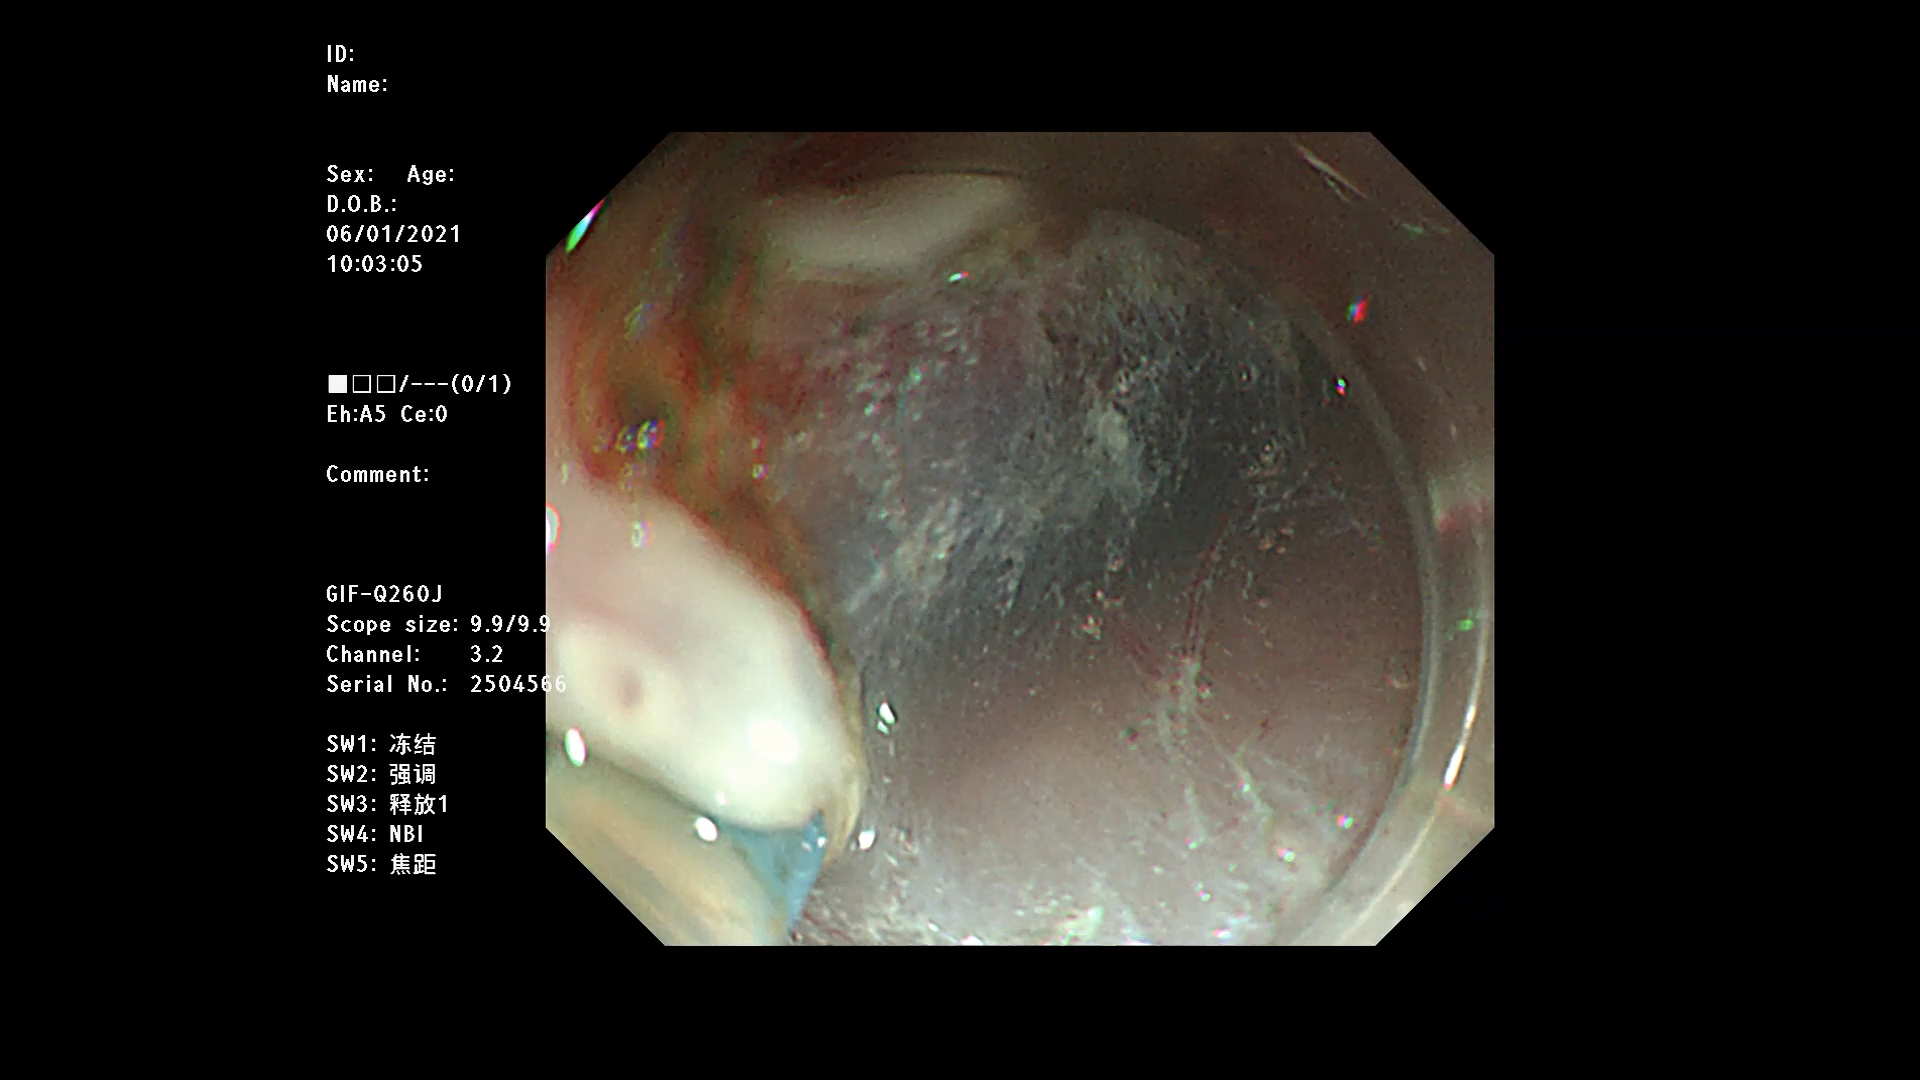 ID:
Name:
Sex: Age:
D.O.B.:
06/01/2021
10:03:05
■□□/---(0/1)
Eh:A5 Ce:0
Comment:
GIF-Q260J
Scope size: 9.9/9.9
Channel: 3.2
Serial No.: 2504566
SW1: 冻结
SW2: 强调
SW3: 释放1
SW4: NBI
SW5: 焦距